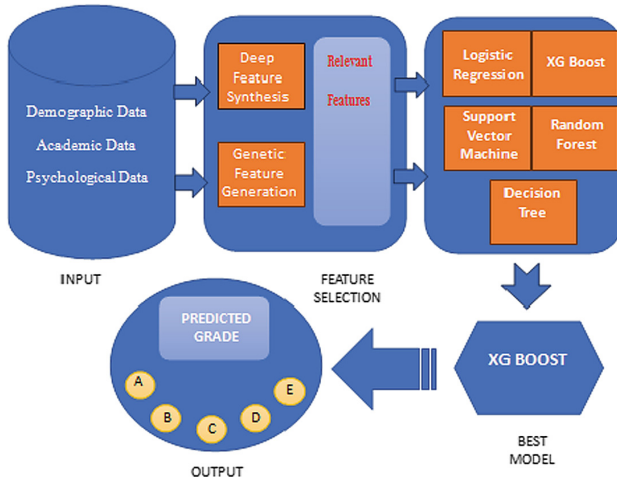 Demographic Data
Academic Data
Psychological Data
INPUT
Deep
Feature
Synthesis
Genetic
Feature
Generation
Relevant
Features
FEATURE
SELECTION
Logistic
Regression
XG Boost
Support
Vector
Machine
Random
Forest
Decision
Tree
XG BOOST
BEST
MODEL
PREDICTED
GRADE
A
B
C
D
E
OUTPUT